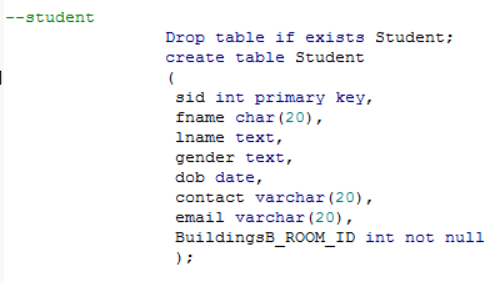 --student
Drop table if exists Student;
create table Student
(
sid int primary key,
fname char(20),
lname text,
gender text,
dob date,
contact varchar(20),
email varchar(20),
BuildingsB_ROOM_ID int not null
);